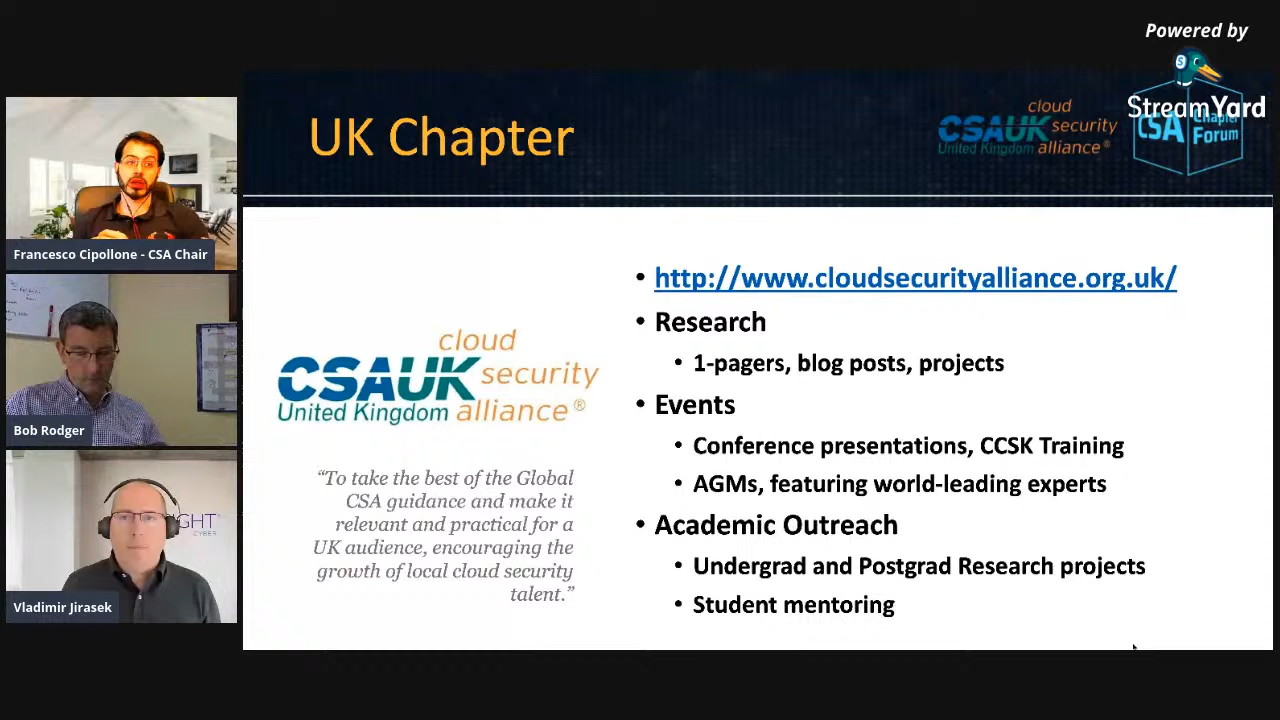 Powered by
StreamYard
UK Chapter
cloud
CSAUK security
United Kingdom alliance®
CSA Chapter
Forum
Francesco Cipollone - CSA Chair
Bob Rodger
GHT
CYBER
Vladimir Jirasek
cloud
CSAUK security
United Kingdom alliance®
“To take the best of the Global
CSA guidance and make it
relevant and practical for a
UK audience, encouraging the
growth of local cloud security
talent.”
• http://www.cloudsecurityalliance.org.uk/
• Research
• 1-pagers, blog posts, projects
• Events
• Conference presentations, CCSK Training
• AGMs, featuring world-leading experts
• Academic Outreach
• Undergrad and Postgrad Research projects
• Student mentoring